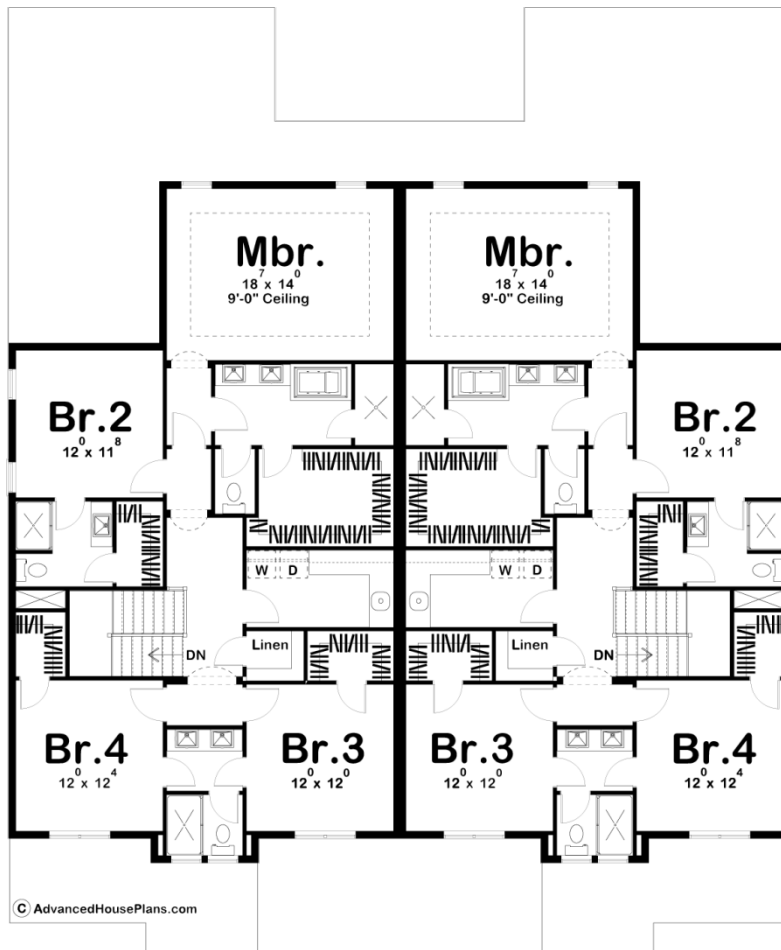 Mbr.
18⁷ x 14⁰
9'-0" Ceiling
Mbr.
18⁷ x 14⁰
9'-0" Ceiling
Br.2
12⁰ x 11⁸
Br.2
12⁰ x 11⁸
W D
W D
DN
Linen
Linen
DN
Br.4
12⁰ x 12⁴
Br.3
12⁰ x 12⁰
Br.3
12⁰ x 12⁰
Br.4
12⁰ x 12⁴
© AdvancedHousePlans.com